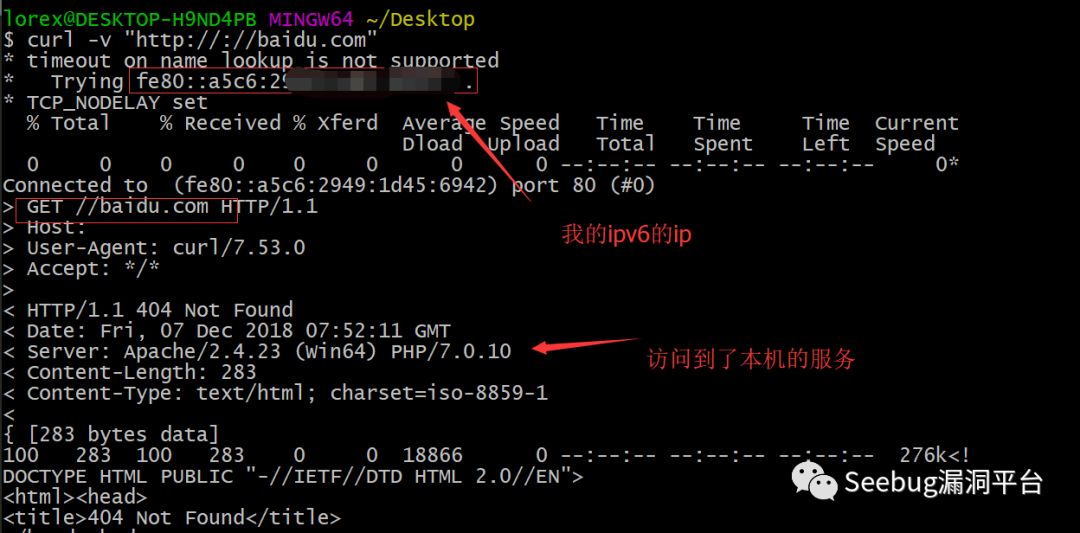 lorex@DESKTOP-H9ND4PB MINGW64 ~/Desktop
$ curl -v "http://://baidu.com"
* timeout on name lookup is not supported
*   Trying fe80::a5c6:29 .
* TCP_NODELAY set
% Total % Received % Xferd Average Speed Time Time Time Current
Dload Upload Total Spent Left Speed
0 0 0 0 0 0 0 0 --:--:-- --:--:-- --:--:-- 0*
Connected to  (fe80::a5c6:2949:1d45:6942) port 80 (#0)
> GET //baidu.com HTTP/1.1
> Host:
我的ipv6的ip
> User-Agent: curl/7.53.0
> Accept: */*
>
< HTTP/1.1 404 Not Found
< Date: Fri, 07 Dec 2018 07:52:11 GMT
< Server: Apache/2.4.23 (Win64) PHP/7.0.10
访问到了本机的服务
< Content-Length: 283
< Content-Type: text/html; charset=iso-8859-1
<
{ [283 bytes data]
100 283 100 283 0 0 18866 0 --:--:-- --:--:-- --:--:-- 276k<!
DOCTYPE HTML PUBLIC "-//IETF//DTD HTML 2.0//EN">
<html><head>
<title>404 Not Found</title>
Seebug漏洞平台